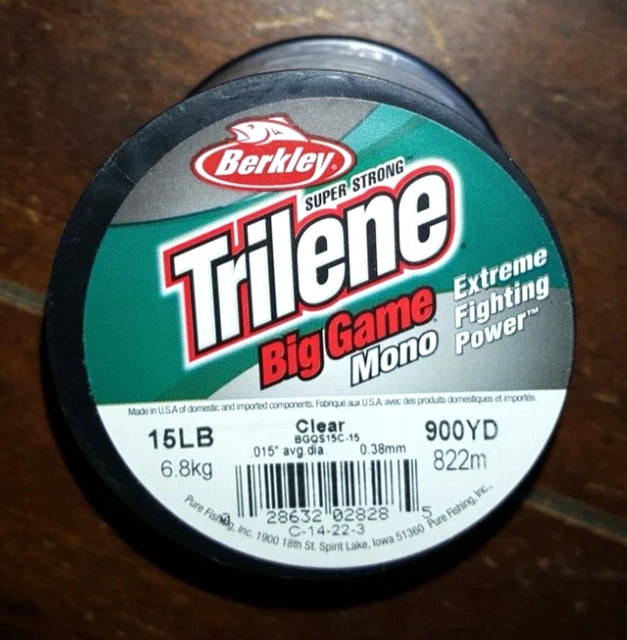 Berkley
SUPER STRONG™
Trilene
Big Game
Mono
Extreme
Fighting
Power™
Made in U.S.A of domestic and imported components. Fabriqué aux U.S.A. avec des produits domestiques et importés.
15LB
6.8kg
Clear
BGQS15C-15
.015" avg.dia. 0.38mm
900YD
822m
28632 02828 5
C-14-22-3
Pure Fishing, Inc. 1900 18th St. Spirit Lake, Iowa 51360 Pure Fishing, Inc.,